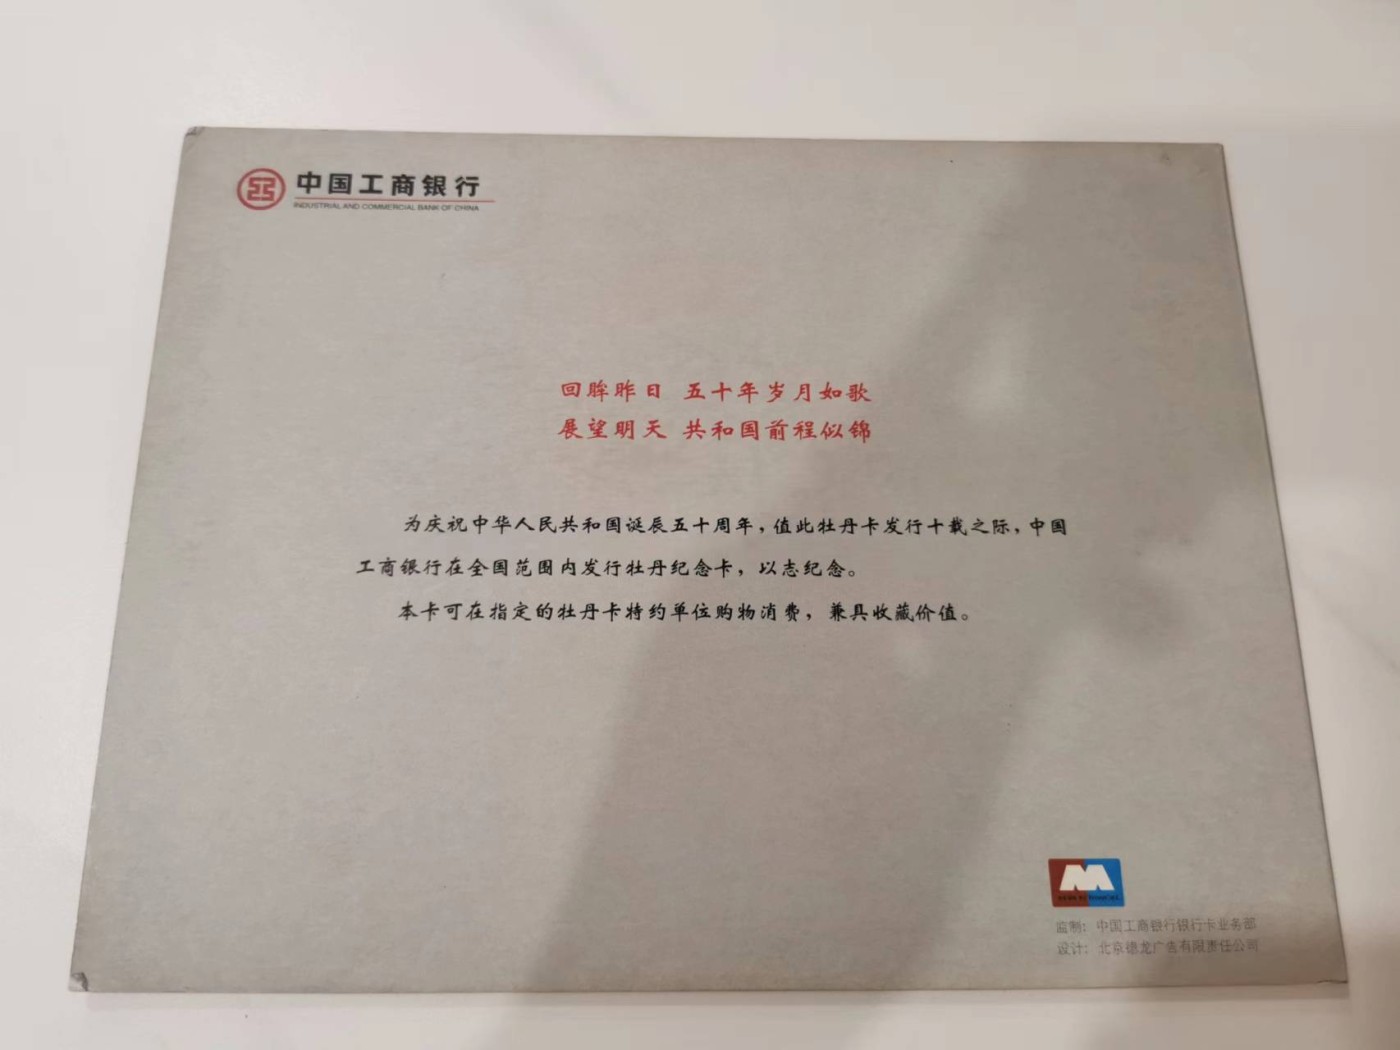 中国工商银行
INDUSTRIAL AND COMMERCIAL BANK OF CHINA
回眸昨日 五十年岁月如歌
展望明天 共和国前程似锦
为庆祝中华人民共和国诞辰五十周年，值此牡丹卡发行十载之际，中国
工商银行在全国范围内发行牡丹纪念卡，以志纪念。
本卡可在指定的牡丹卡特约单位购物消费，兼具收藏价值。
监制：中国工商银行银行卡业务部
设计：北京德龙广告有限责任公司